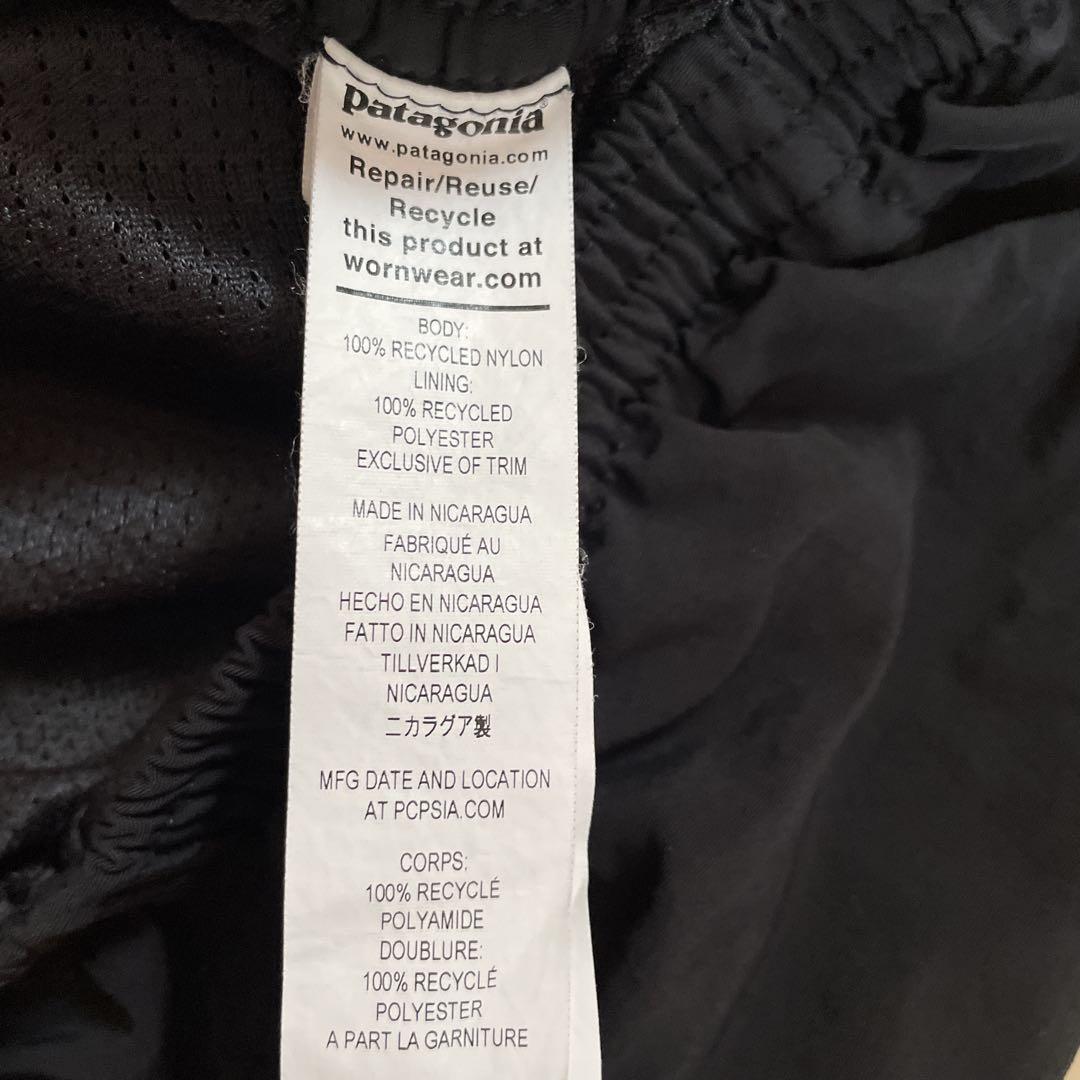 patagonia®
www.patagonia.com
Repair/Reuse/
Recycle
this product at
wornwear.com
BODY:
100% RECYCLED NYLON
LINING:
100% RECYCLED
POLYESTER
EXCLUSIVE OF TRIM
MADE IN NICARAGUA
FABRIQUÉ AU
NICARAGUA
HECHO EN NICARAGUA
FATTO IN NICARAGUA
TILLVERKAD I
NICARAGUA
ニカラグア製
MFG DATE AND LOCATION
AT PCPSIA.COM
CORPS:
100% RECYCLÉ
POLYAMIDE
DOUBLURE:
100% RECYCLÉ
POLYESTER
A PART LA GARNITURE